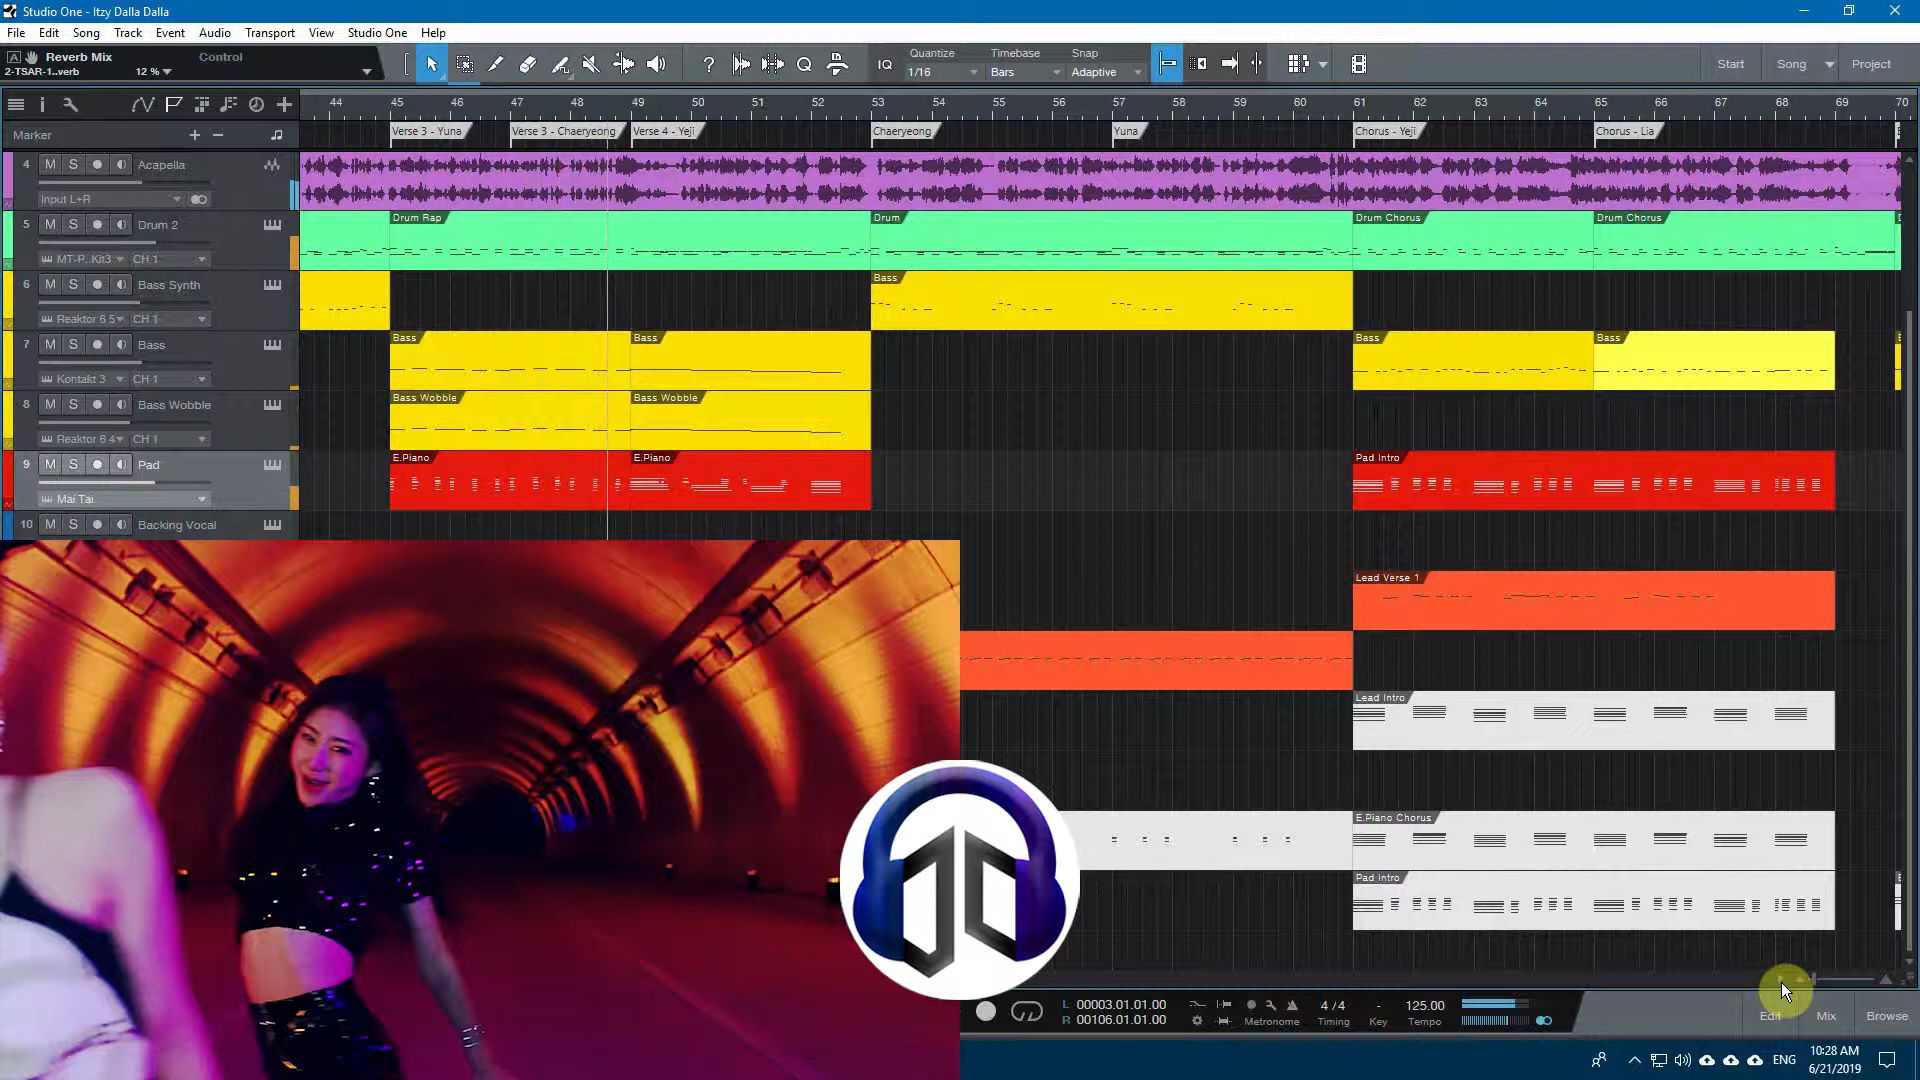 Studio One - Itzy Dalla Dalla
File Edit Song Track Event Audio Transport View Studio One Help
A Reverb Mix Control
2-TSAR-1..verb 12 %
IQ Quantize Timebase Snap
1/16 Bars Adaptive
Start Song Project
44 45 46 47 48 49 50 51 52 53 54 55 56 57 58 59 60 61 62 63 64 65 66 67 68 69 70
Marker
Verse 3 - Yuna Verse 3 - Chaeryeong Verse 4 - Yeji Chaeryeong Yuna Chorus - Yeji Chorus - Lia
4 M S Acapella
Input L+R
5 M S Drum 2
MT-P..Kit3 CH 1
Drum Rap Drum Drum Chorus Drum Chorus
6 M S Bass Synth
Reaktor 6 5 CH 1
Bass
7 M S Bass
Kontakt 3 CH 1
Bass Bass Bass Bass
8 M S Bass Wobble
Reaktor 6 4 CH 1
Bass Wobble Bass Wobble
9 M S Pad
Mai Tai
E.Piano E.Piano Pad Intro
10 M S Backing Vocal
Lead Verse 1
Lead Intro
E.Piano Chorus
Pad Intro
L 00003.01.01.00
R 00106.01.01.00
Metronome
4/4 - 125.00
Timing Key Tempo
Edit Mix Browse
ENG
10:28 AM
6/21/2019